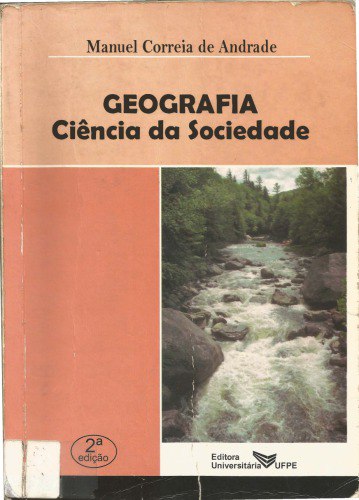 Manuel Correia de Andrade
GEOGRAFIA
Ciência da Sociedade
2ª
edição
Editora
Universitária UFPE